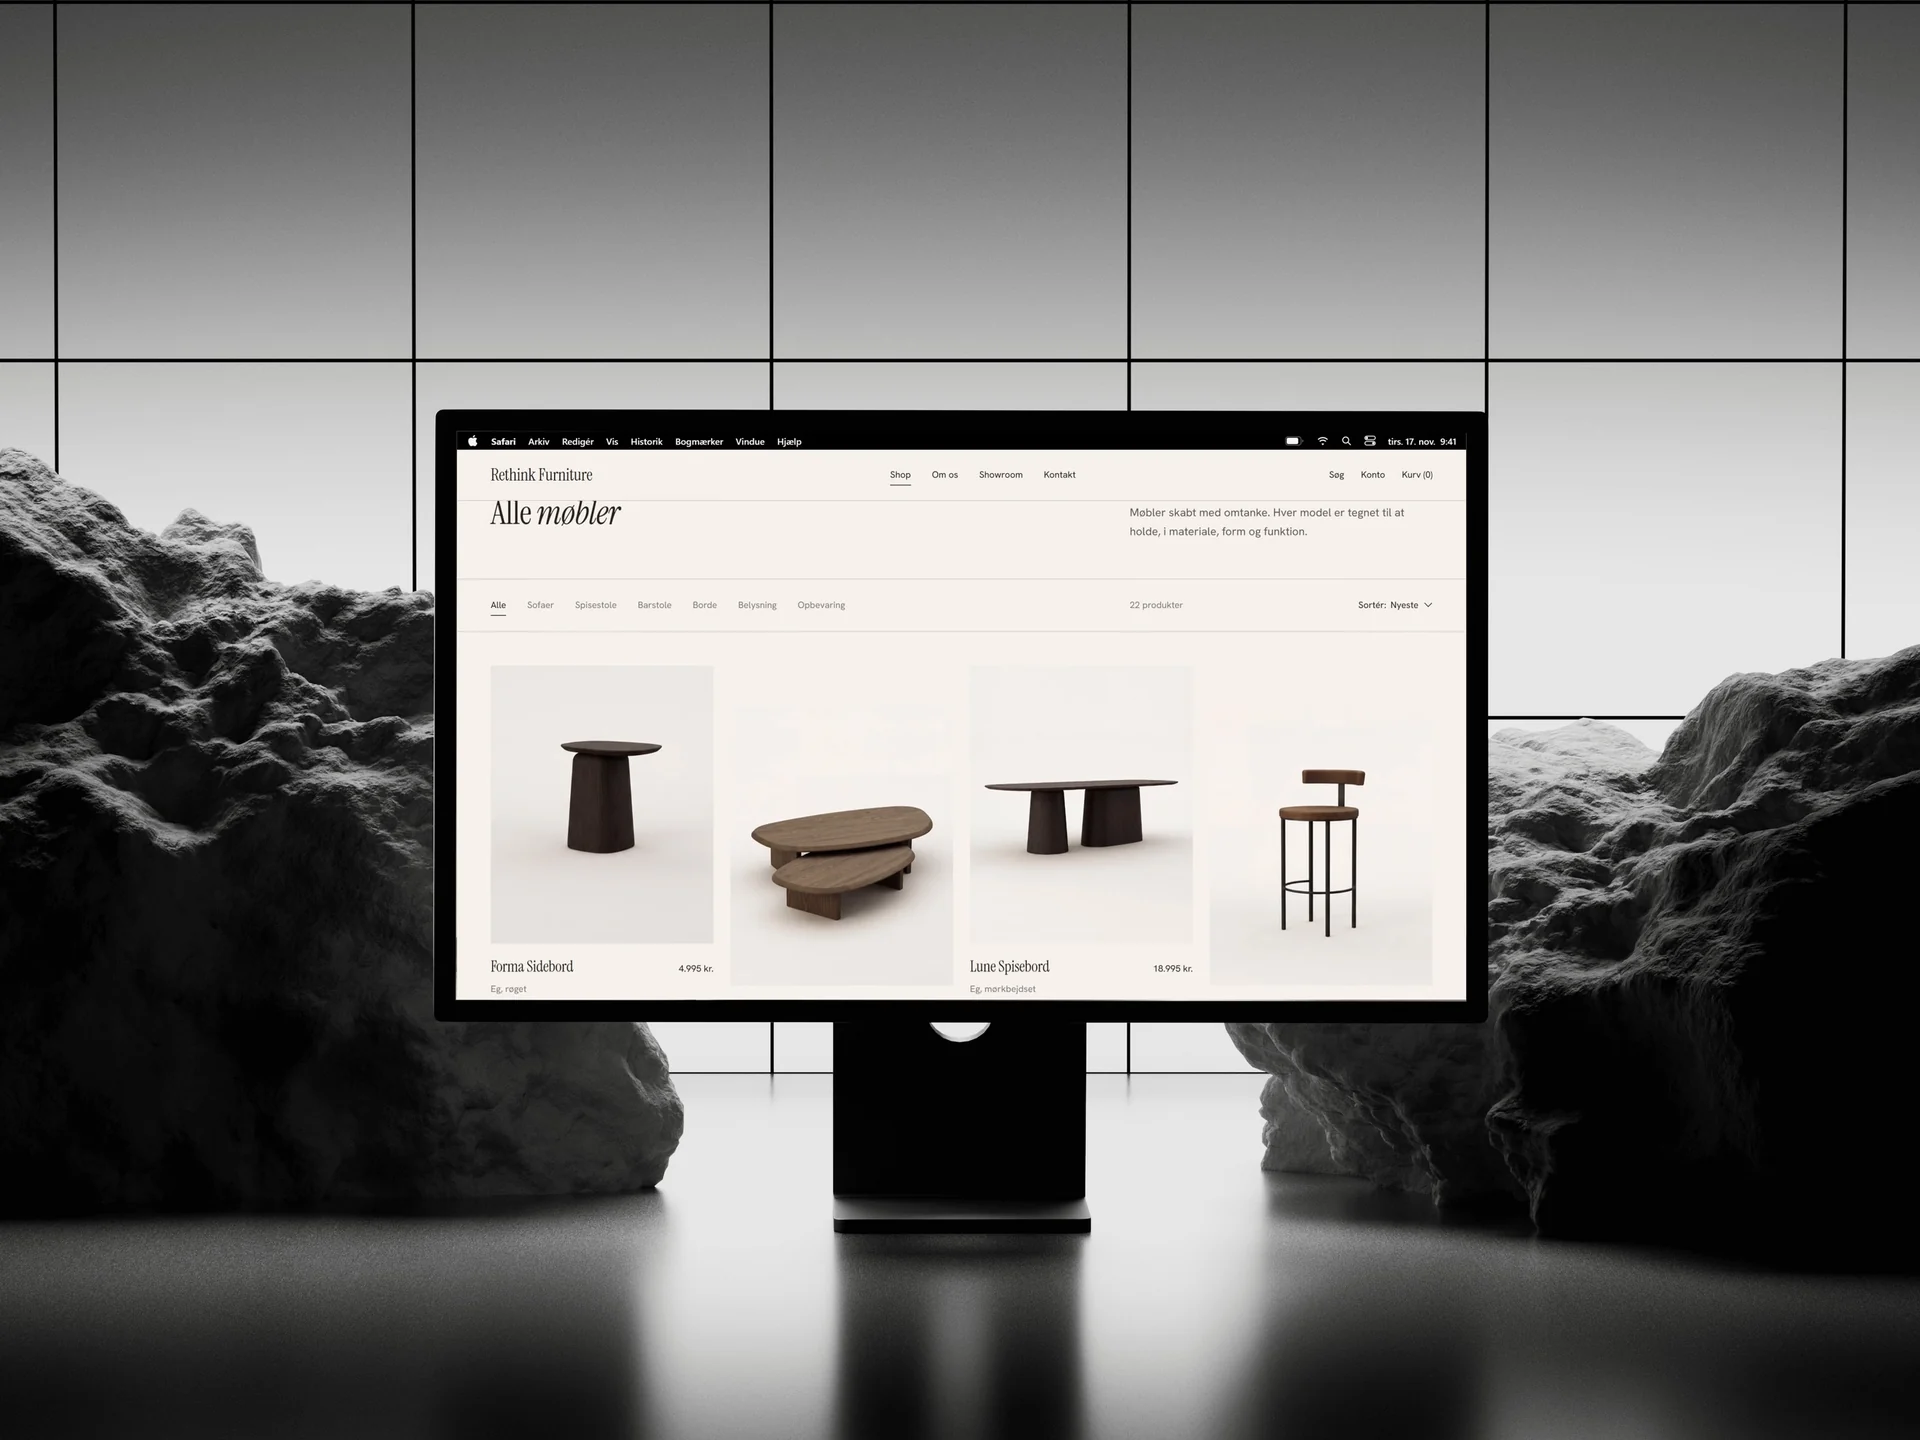 Safari Arkiv Redigér Vis Historik Bogmærker Vindue Hjælp tirs. 17. nov. 9:41
Rethink Furniture Shop Om os Showroom Kontakt Søg Konto Kurv (0)
Alle møbler
Møbler skabt med omtanke. Hver model er tegnet til at
holde, i materiale, form og funktion.
Alle Sofaer Spisestole Barstole Borde Belysning Opbevaring 22 produkter Sortér: Nyeste
Forma Sidebord 4.995 kr.
Eg, røget
Lune Spisebord 18.995 kr.
Eg, mørkbejdset